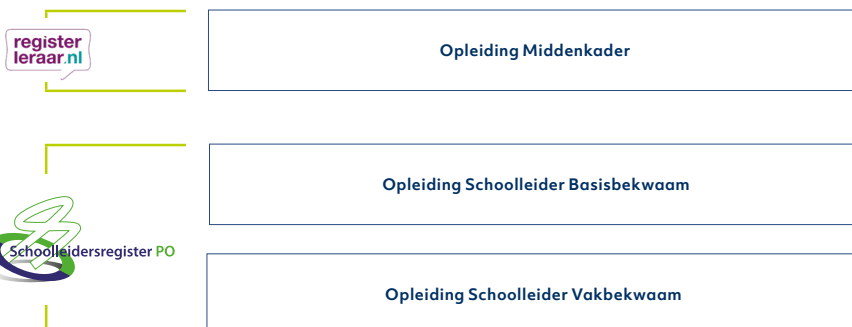 register
leraar.nl
Opleiding Middenkader
Opleiding Schoolleider Basisbekwaam
Schoolleidersregister PO
Opleiding Schoolleider Vakbekwaam